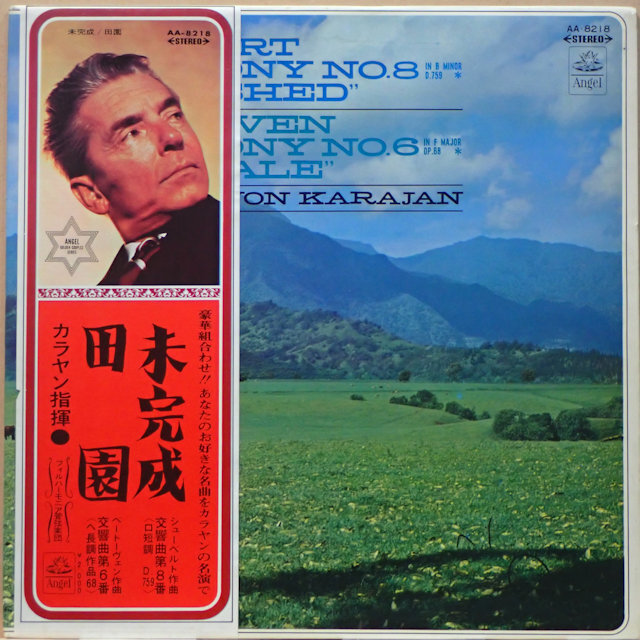 未完成/田園
AA-8218
STEREO
ANGEL
SERIES
豪華組合わせ!! あなたのお好きな名曲をカラヤンの名演で
未完成
田園
カラヤン指揮●
フィルハーモニア管弦楽団
シューベルト作曲
交響曲第8番
(ロ短調 D.759)
ベートーヴェン作曲
交響曲第6番
(ヘ長調作品68)
Angel
¥2,000
AA-8218
STEREO
Angel
RT
ONY NO.8 IN B MINOR D.759 *
SHED"
VEN
ONY NO.6 IN F MAJOR OP.68 *
ALE"
VON KARAJAN